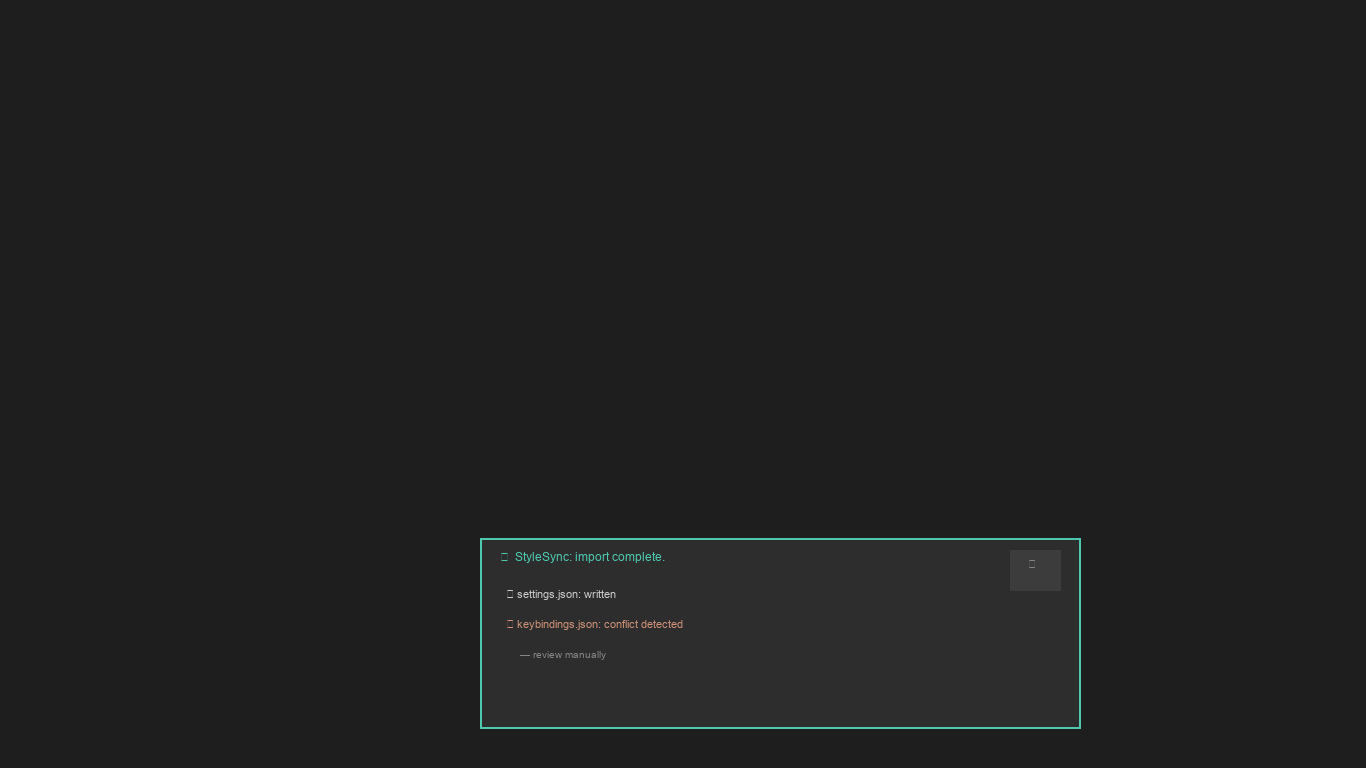 StyleSync: import complete.
settings.json: written
keybindings.json: conflict detected
— review manually